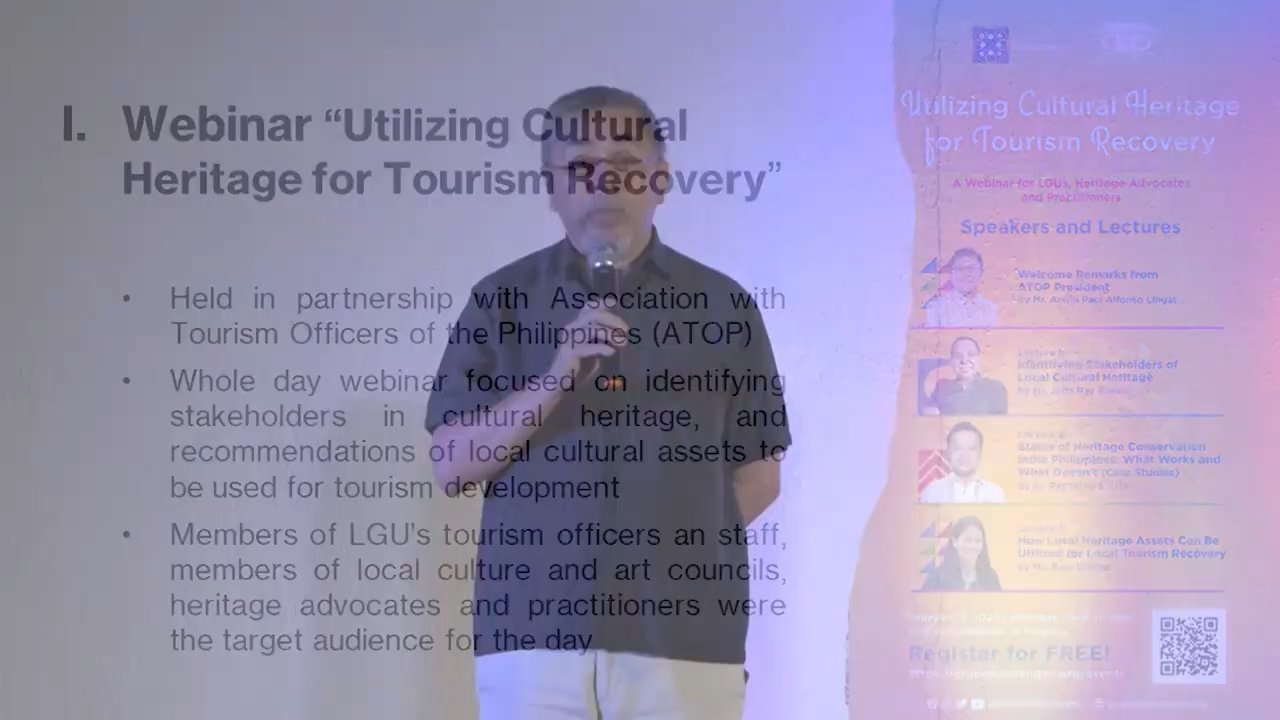 I. Webinar “Utilizing Cultural
Heritage for Tourism Recovery”
• Held in partnership with Association with
Tourism Officers of the Philippines (ATOP)
• Whole day webinar focused on identifying
stakeholders in cultural heritage, and
recommendations of local cultural assets to
be used for tourism development
• Members of LGU’s tourism officers an staff,
members of local culture and art councils,
heritage advocates and practitioners were
the target audience for the day
Utilizing Cultural Heritage
for Tourism Recovery
A Webinar for LGUs, Heritage Advocates
and Practitioners
Speakers and Lectures
Welcome Remarks from
ATOP President
Identifying Stakeholders of
Local Cultural Heritage
Status of Heritage Conservation
in the Philippines: What Works and
What Doesn't (Case Studies)
How Local Heritage Assets Can Be
Utilized for Local Tourism Recovery
Register for FREE!